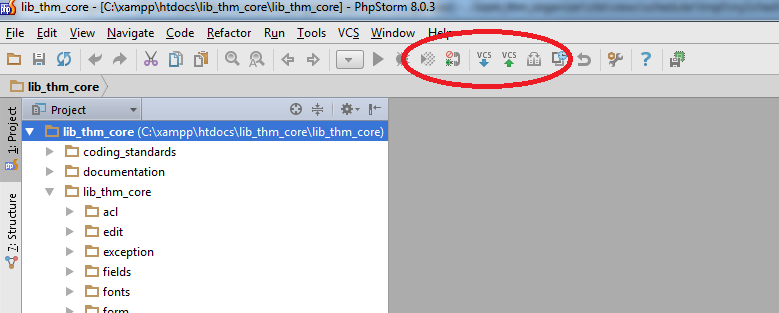 lib_thm_core - [C:\xampp\htdocs\lib_thm_core\lib_thm_core] - PhpStorm 8.0.3
File Edit View Navigate Code Refactor Run Tools VCS Window Help
VCS VCS ?
lib_thm_core
1: Project
7: Structure
Project
lib_thm_core (C:\xampp\htdocs\lib_thm_core\lib_thm_core)
coding_standards
documentation
lib_thm_core
acl
edit
exception
fields
fonts
form